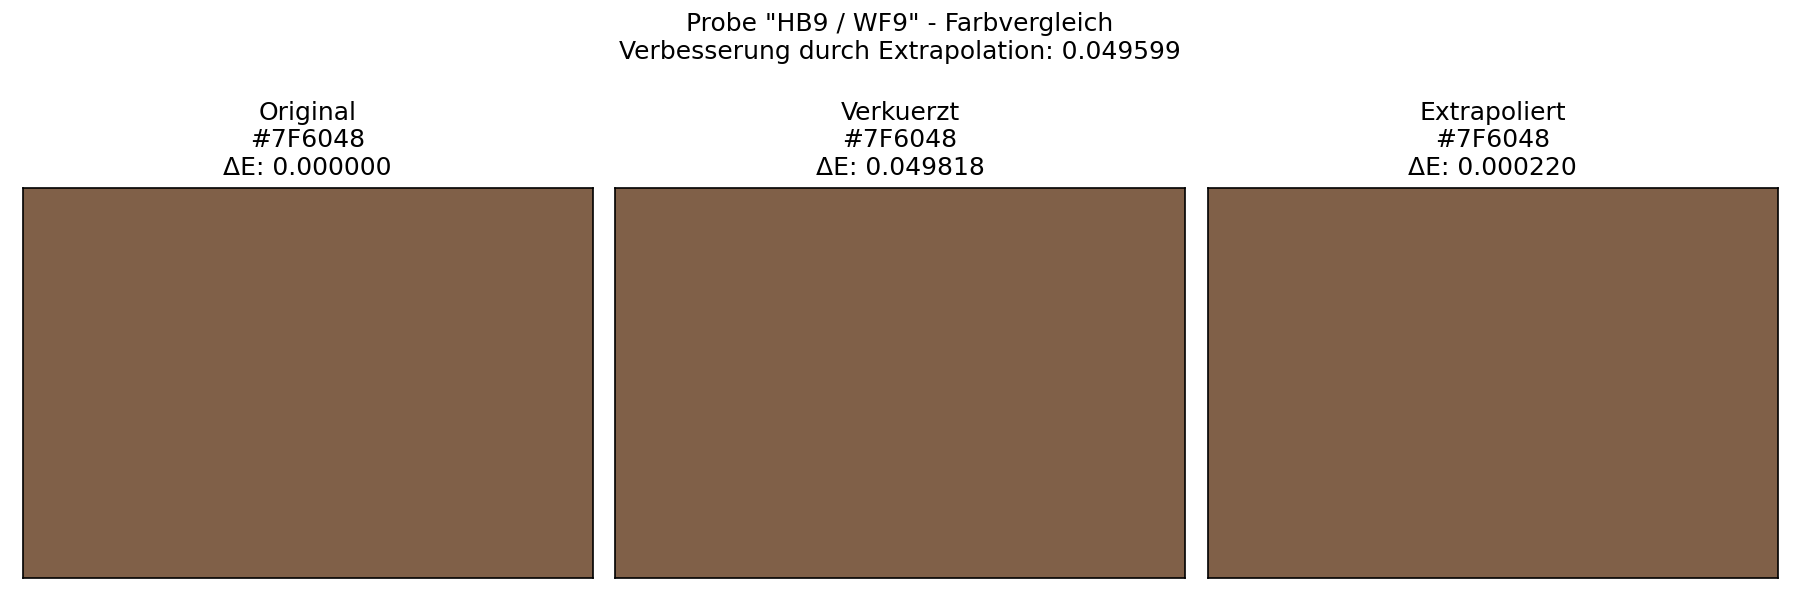 Probe "HB9 / WF9" - Farbvergleich
Verbesserung durch Extrapolation: 0.049599
Original
#7F6048
ΔE: 0.000000
Verkuerzt
#7F6048
ΔE: 0.049818
Extrapoliert
#7F6048
ΔE: 0.000220